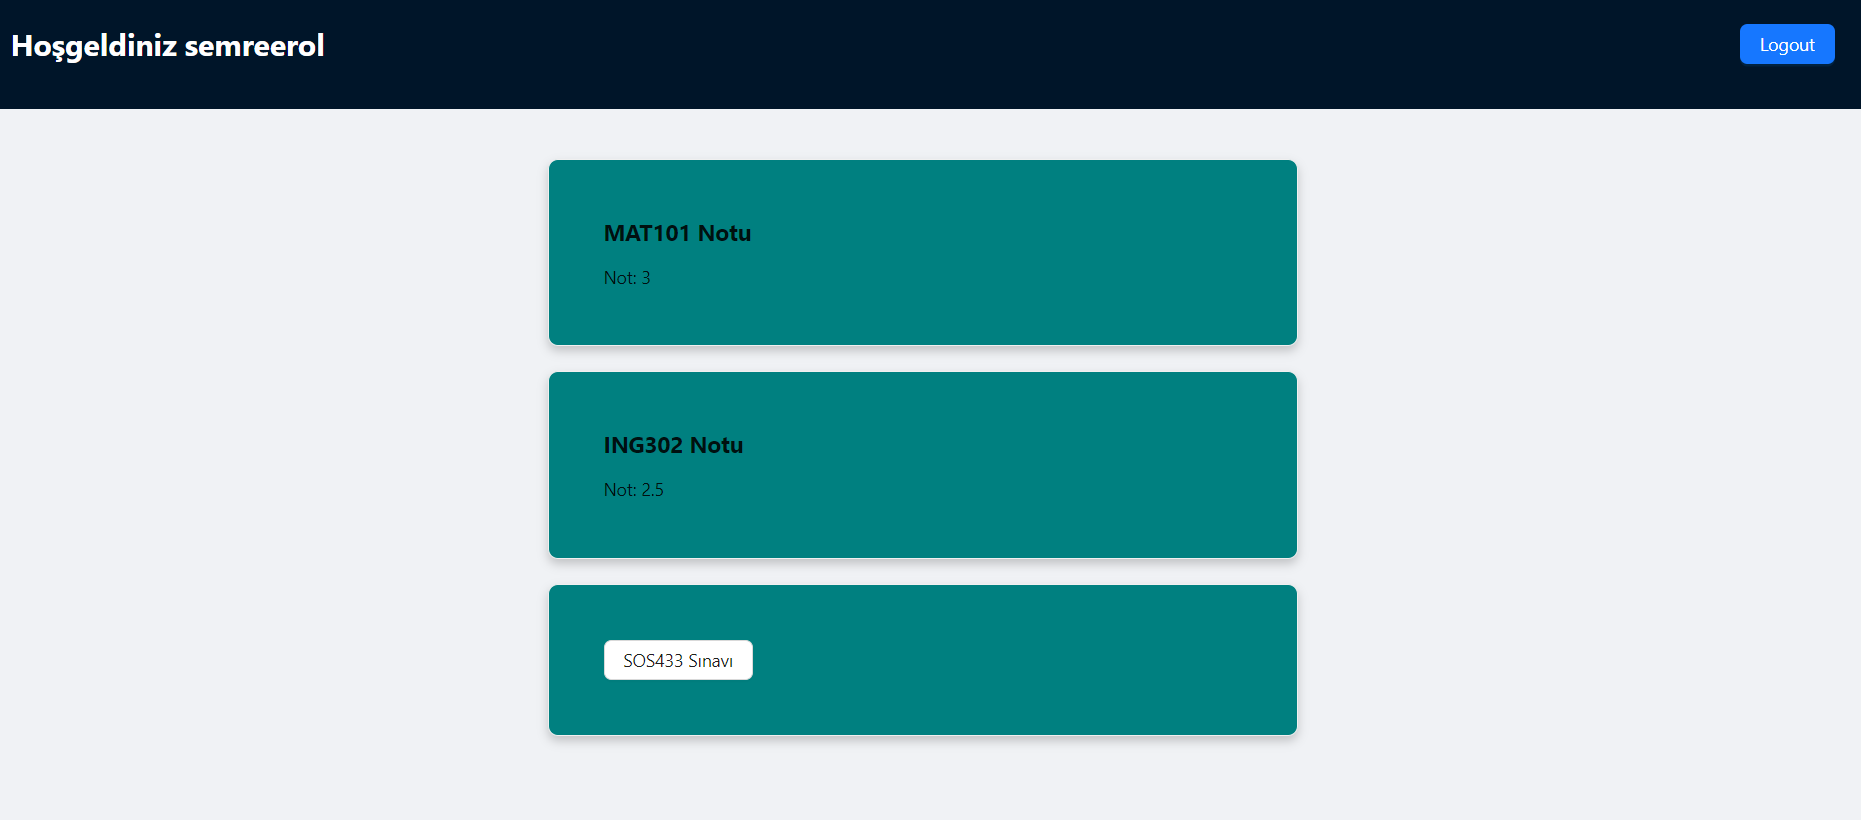 Hoşgeldiniz semreerol
Logout
MAT101 Notu
Not: 3
ING302 Notu
Not: 2.5
SOS433 Sınavı